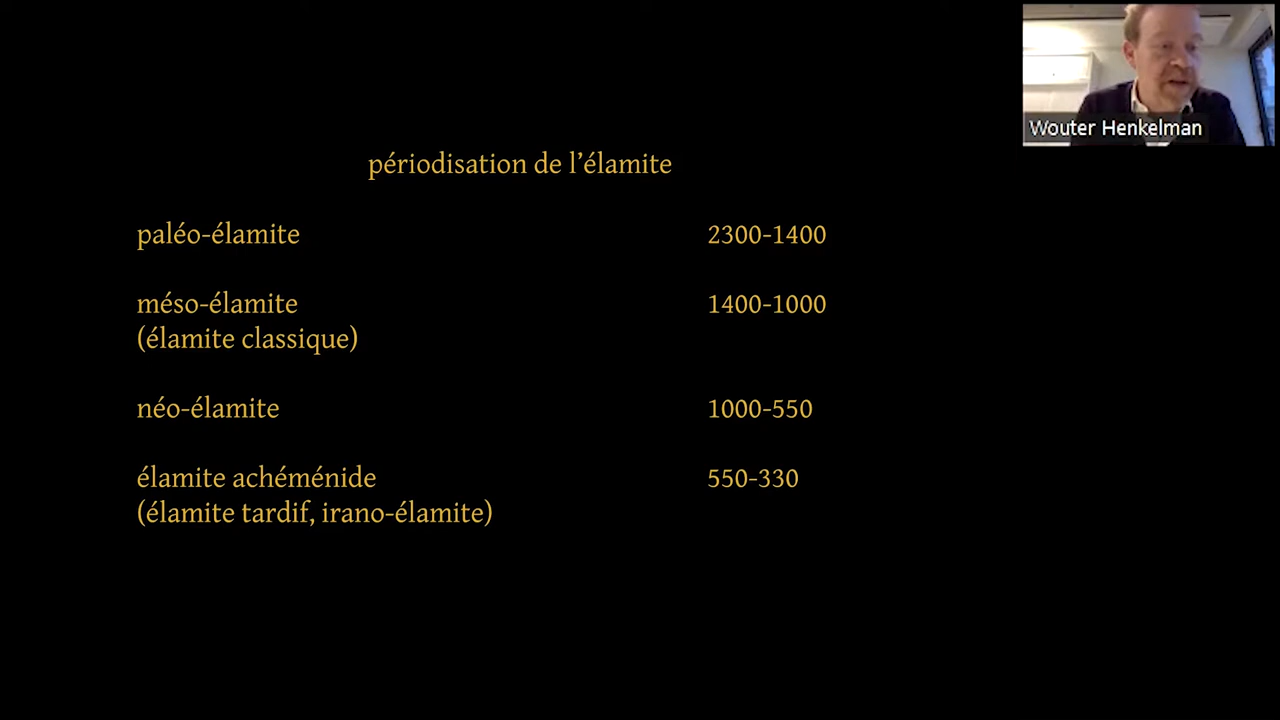 Wouter Henkelman
périodisation de l’élamite
paléo-élamite 2300-1400
méso-élamite 1400-1000
(élamite classique)
néo-élamite 1000-550
élamite achéménide 550-330
(élamite tardif, irano-élamite)